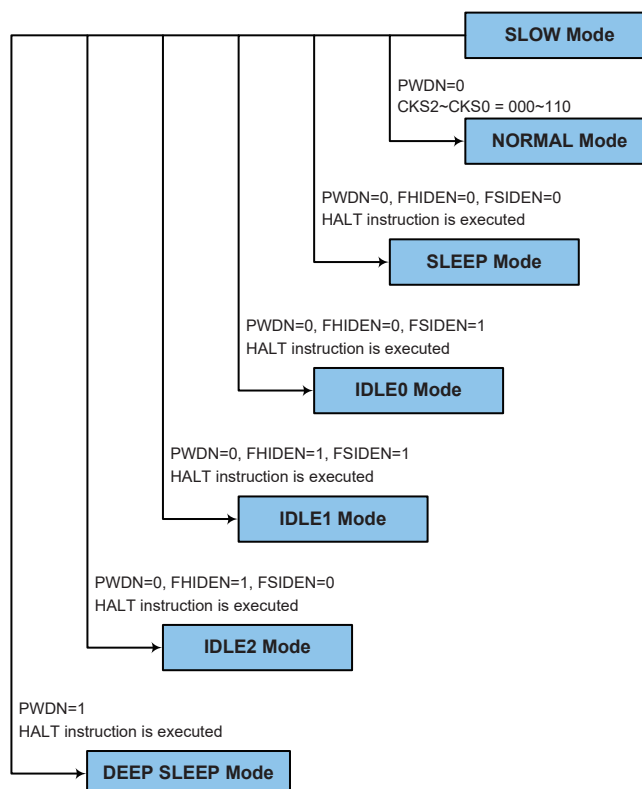 SLOW Mode
PWDN=0
CKS2~CKS0 = 000~110
NORMAL Mode
PWDN=0, FHIDEN=0, FSIDEN=0
HALT instruction is executed
SLEEP Mode
PWDN=0, FHIDEN=0, FSIDEN=1
HALT instruction is executed
IDLE0 Mode
PWDN=0, FHIDEN=1, FSIDEN=1
HALT instruction is executed
IDLE1 Mode
PWDN=0, FHIDEN=1, FSIDEN=0
HALT instruction is executed
IDLE2 Mode
PWDN=1
HALT instruction is executed
DEEP SLEEP Mode